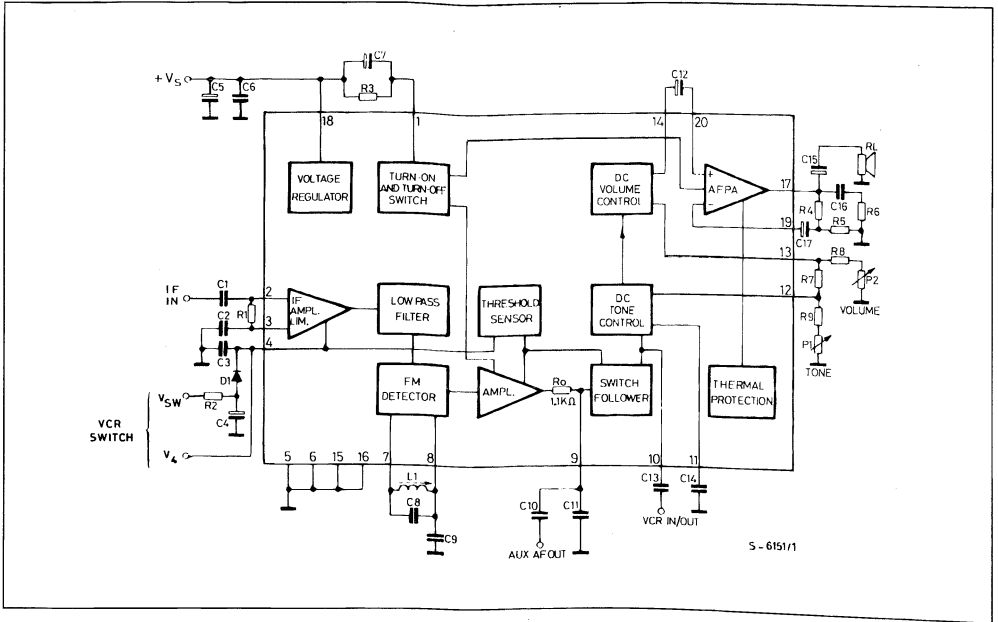 C7
C12
+ Vs
C5
C6
R3
18
1
14
20
VOLTAGE
REGULATOR
TURN-ON
AND TURN-OFF
SWITCH
DC
VOLUME
CONTROL
+
AFPA
-
17
19
C15
RL
C16
R4
R5
R6
C17
13
R8
R7
P2
VOLUME
12
R9
P1
TONE
IF
IN
C1
2
R1
C2
3
C3
4
IF
AMPL.
LIM.
LOW PASS
FILTER
THRESHOLD
SENSOR
DC
TONE
CONTROL
D1
FM
DETECTOR
AMPL.
Ro
1,1KΩ
SWITCH
FOLLOWER
THERMAL
PROTECTION
VCR
SWITCH
VSW
R2
C4
V4
5
6
15
16
7
8
9
10
11
L1
C8
C9
C10
C11
C13
C14
AUX AF OUT
VCR IN/OUT
S-6151/1